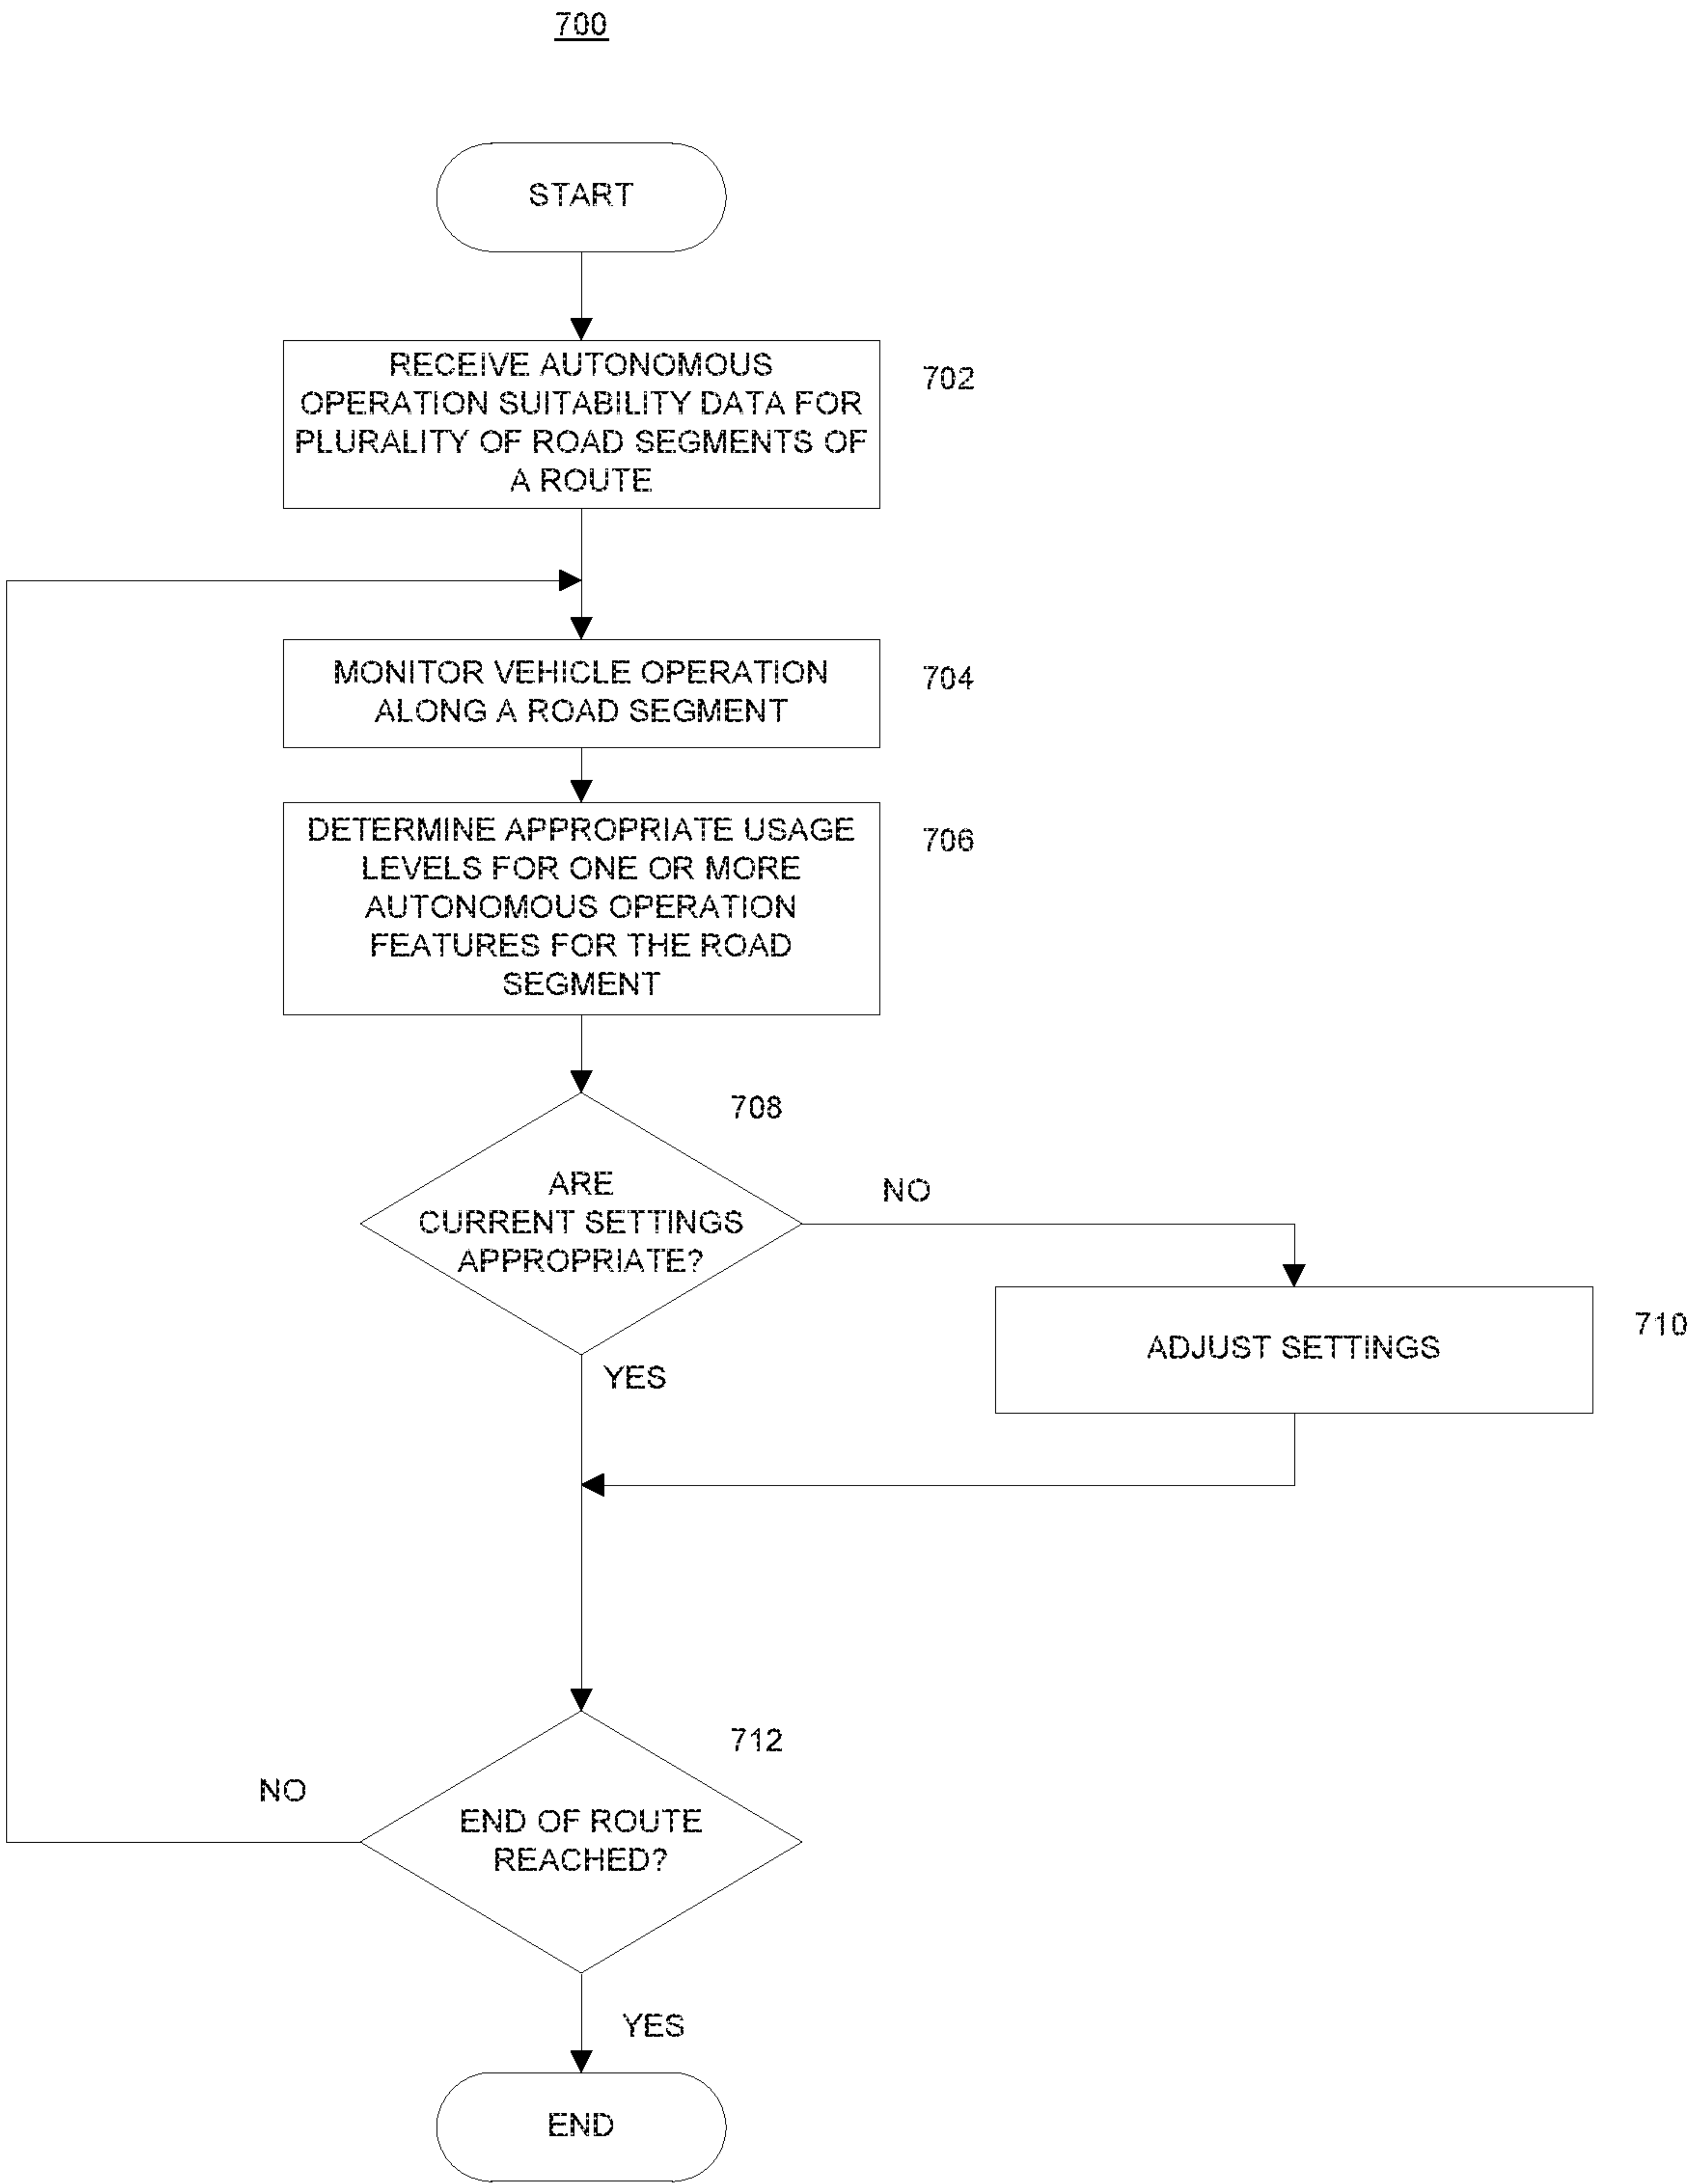 700
START
RECEIVE AUTONOMOUS
OPERATION SUITABILITY DATA FOR
PLURALITY OF ROAD SEGMENTS OF
A ROUTE
702
MONITOR VEHICLE OPERATION
ALONG A ROAD SEGMENT
704
DETERMINE APPROPRIATE USAGE
LEVELS FOR ONE OR MORE
AUTONOMOUS OPERATION
FEATURES FOR THE ROAD
SEGMENT
706
708
ARE
CURRENT SETTINGS
APPROPRIATE?
NO
YES
ADJUST SETTINGS
710
712
END OF ROUTE
REACHED?
NO
YES
END